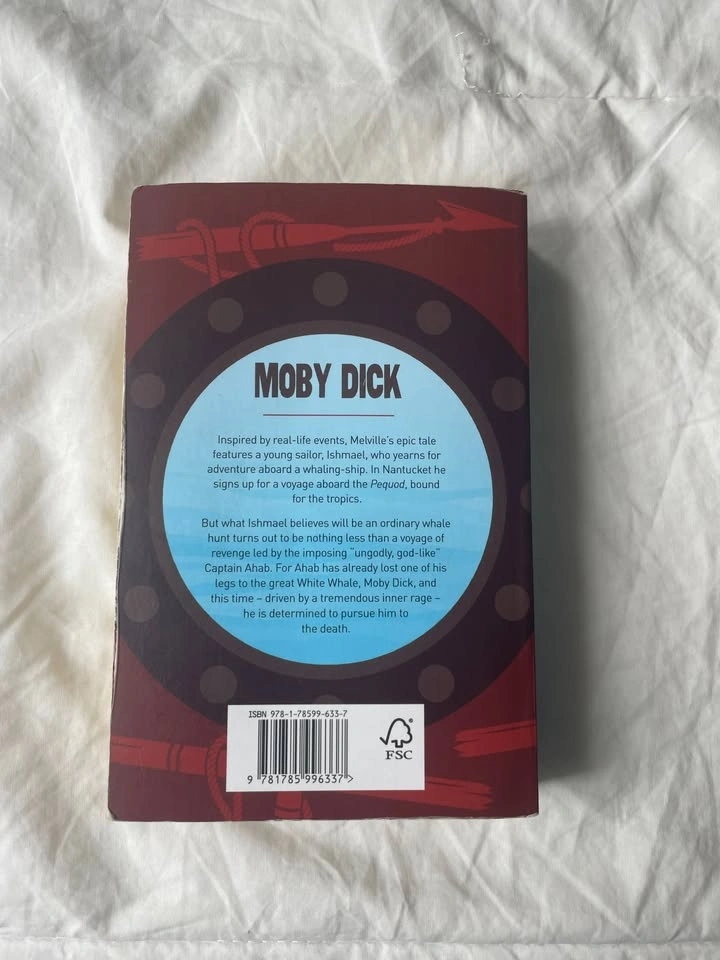 MOBY DICK
Inspired by real-life events, Melville's epic tale
features a young sailor, Ishmael, who yearns for
adventure aboard a whaling-ship. In Nantucket he
signs up for a voyage aboard the Pequod, bound
for the tropics.
But what Ishmael believes will be an ordinary whale
hunt turns out to be nothing less than a voyage of
revenge led by the imposing "ungodly, god-like"
Captain Ahab. For Ahab has already lost one of his
legs to the great White Whale, Moby Dick, and
this time – driven by a tremendous inner rage –
he is determined to pursue him to
the death.
ISBN 978-1-78599-633-7
9 781785 996337 >
®
FSC